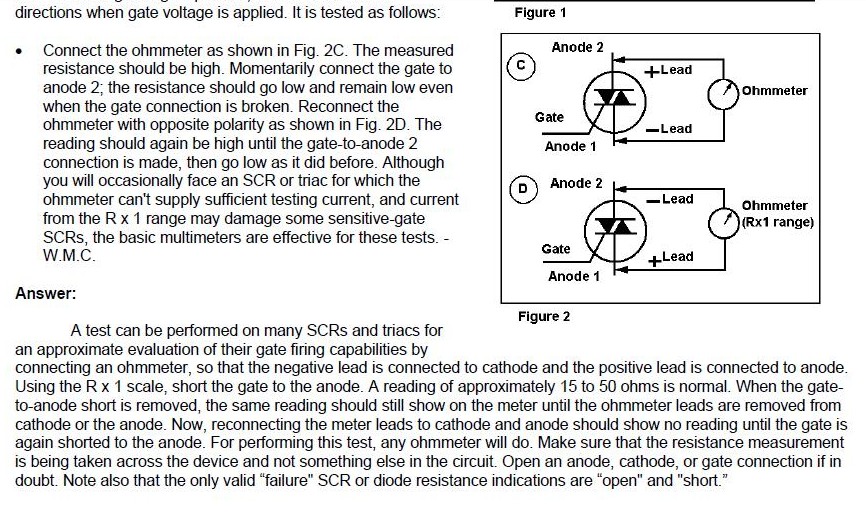 directions when gate voltage is applied. It is tested as follows:
• Connect the ohmmeter as shown in Fig. 2C. The measured
resistance should be high. Momentarily connect the gate to
anode 2; the resistance should go low and remain low even
when the gate connection is broken. Reconnect the
ohmmeter with opposite polarity as shown in Fig. 2D. The
reading should again be high until the gate-to-anode 2
connection is made, then go low as it did before. Although
you will occasionally face an SCR or triac for which the
ohmmeter can't supply sufficient testing current, and current
from the R x 1 range may damage some sensitive-gate
SCRs, the basic multimeters are effective for these tests. -
W.M.C.
Figure 1
C
Anode 2
+Lead
Ohmmeter
Gate
–Lead
Anode 1
D
Anode 2
–Lead
Ohmmeter
(Rx1 range)
Gate
+Lead
Anode 1
Figure 2
Answer:
A test can be performed on many SCRs and triacs for
an approximate evaluation of their gate firing capabilities by
connecting an ohmmeter, so that the negative lead is connected to cathode and the positive lead is connected to anode.
Using the R x 1 scale, short the gate to the anode. A reading of approximately 15 to 50 ohms is normal. When the gate-
to-anode short is removed, the same reading should still show on the meter until the ohmmeter leads are removed from
cathode or the anode. Now, reconnecting the meter leads to cathode and anode should show no reading until the gate is
again shorted to the anode. For performing this test, any ohmmeter will do. Make sure that the resistance measurement
is being taken across the device and not something else in the circuit. Open an anode, cathode, or gate connection if in
doubt. Note also that the only valid “failure" SCR or diode resistance indications are “open" and "short.”